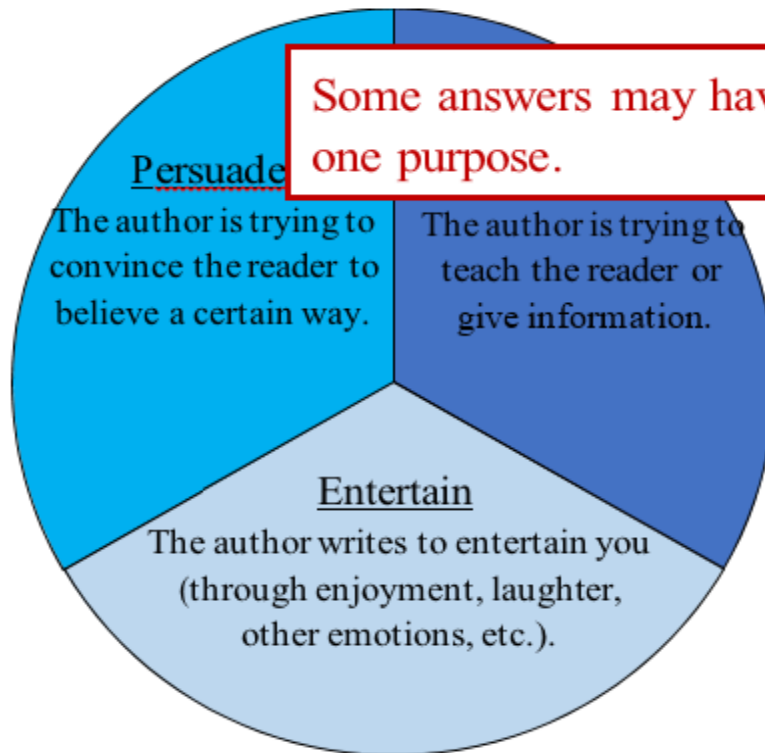 Some answers may hav
one purpose.
Persuade
The author is trying to
convince the reader to
believe a certain way.
The author is trying to
teach the reader or
give information.
Entertain
The author writes to entertain you
(through enjoyment, laughter,
other emotions, etc.).